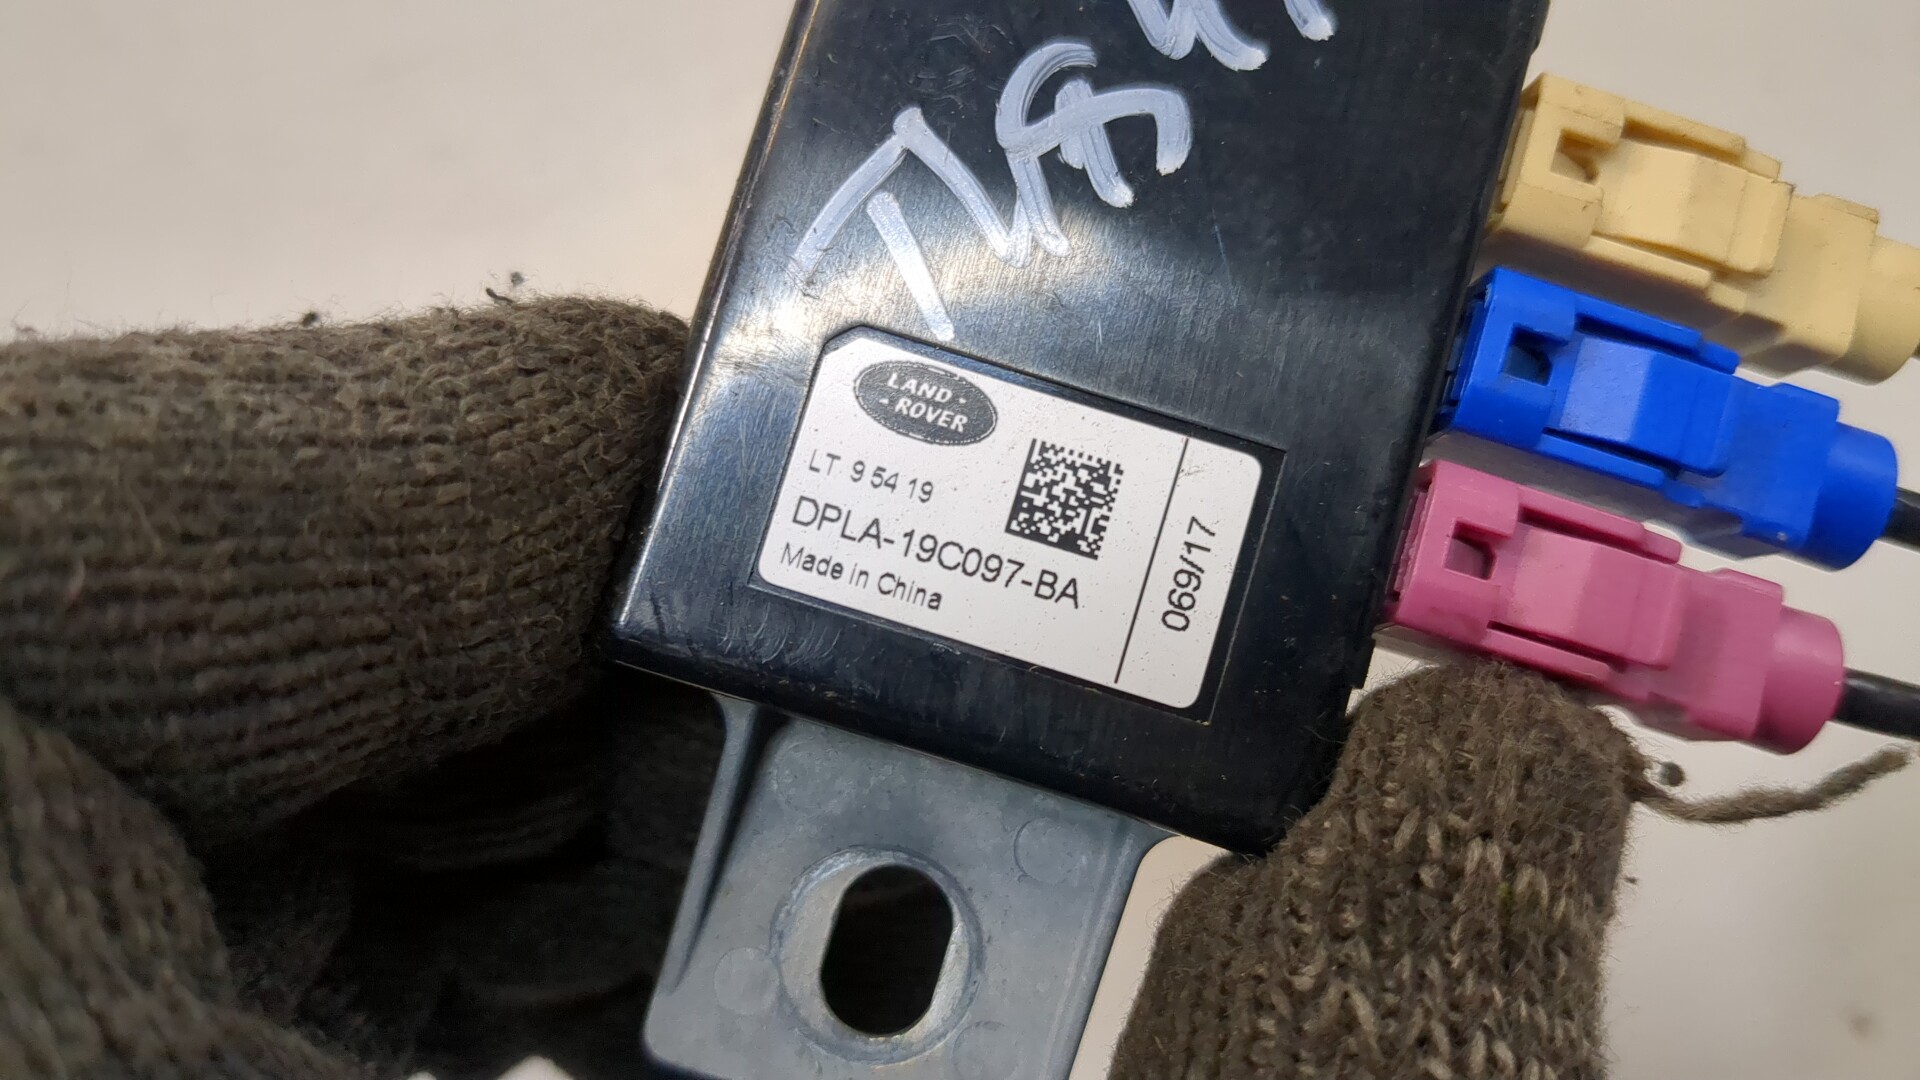 LAND
ROVER
LT 9 54 19
DPLA-19C097-BA
Made in China
069/17